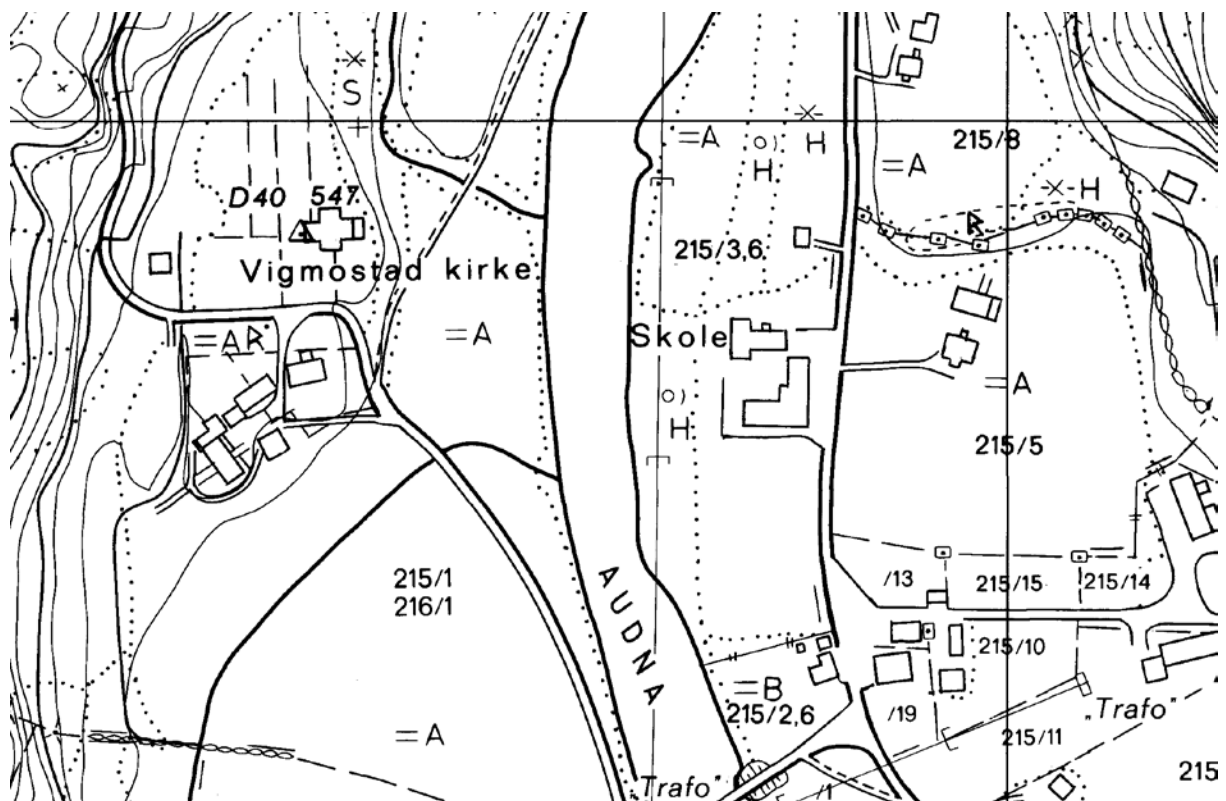 S
=A
H
H
=A
215/8
H
D40 547.
215/3,6
Vigmostad kirke
=A
=A
Skole
=A
H
215/5
215/1
216/1
/13
215/15
215/14
AUDNA
215/10
=B
215/2,6
/19
"Trafo"
=A
215/11
"Trafo"
/1
215